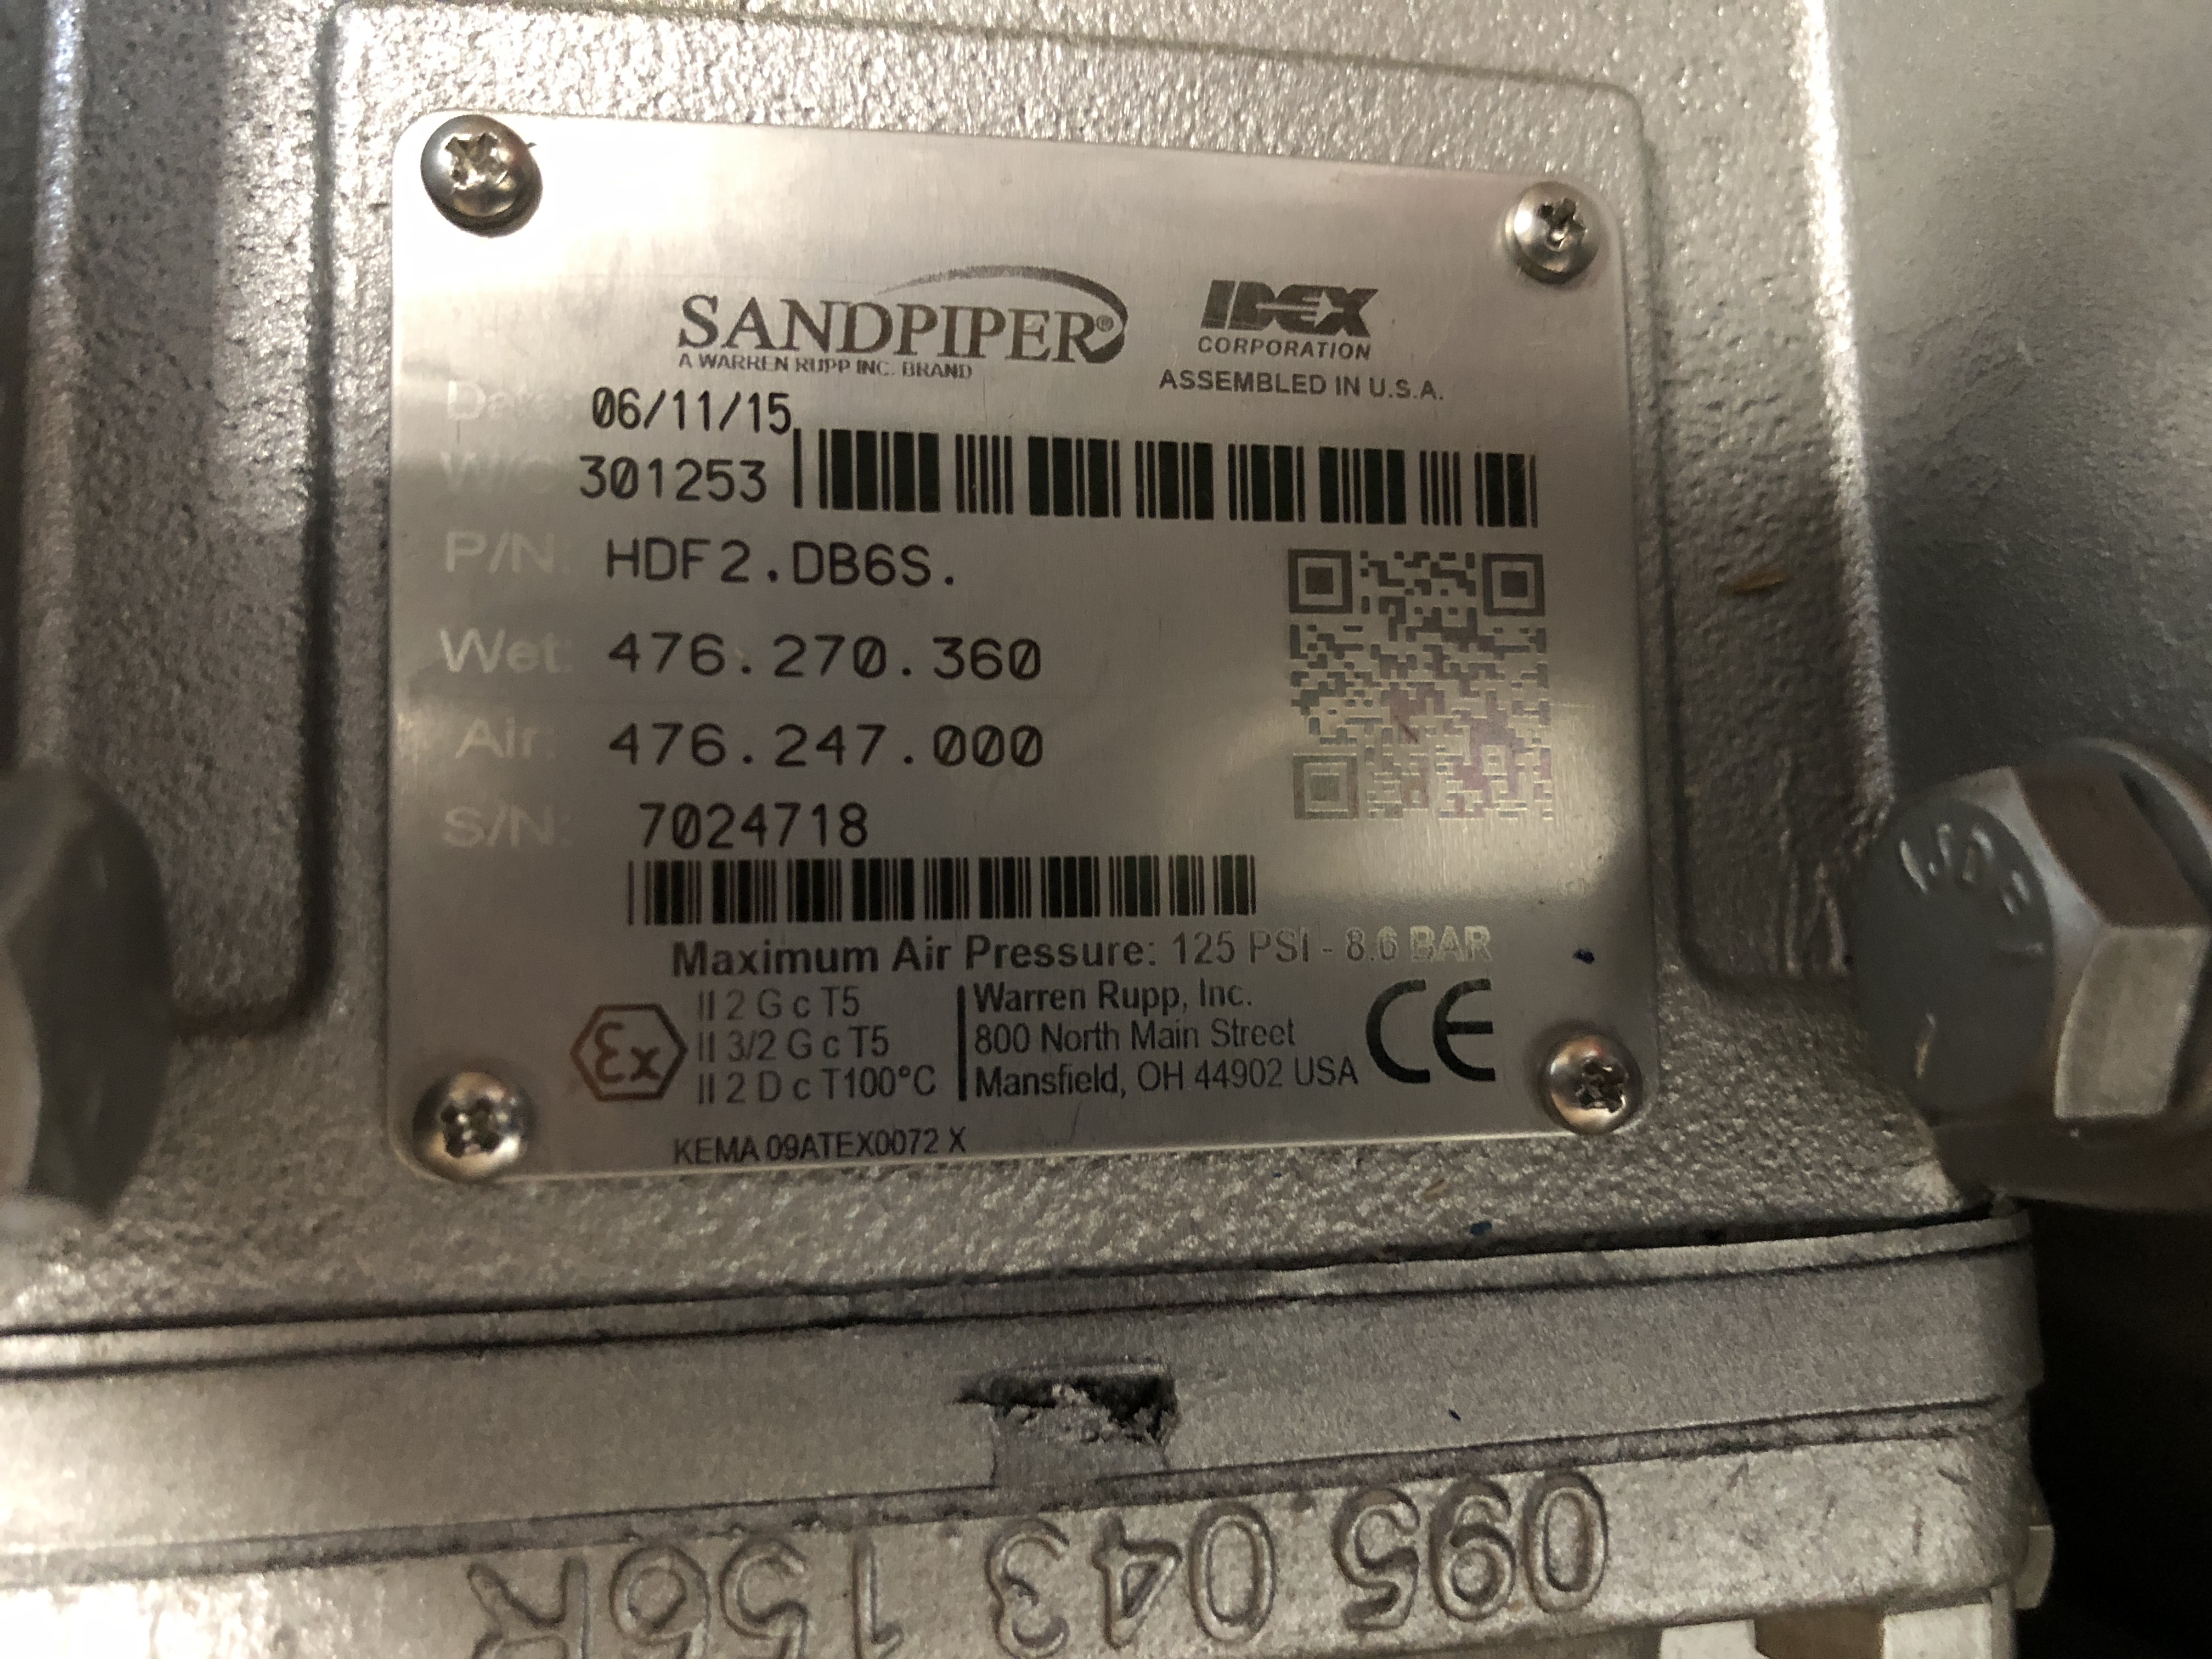 SANDPIPER®
A WARREN RUPP INC. BRAND
IDEX
CORPORATION
ASSEMBLED IN U.S.A.
Date: 06/11/15
W/O 301253
P/N: HDF2.DB6S.
Wet: 476.270.360
Air: 476.247.000
S/N: 7024718
Maximum Air Pressure: 125 PSI - 8.6 BAR
Ex
II 2 G c T5
II 3/2 G c T5
II 2 D c T100°C
Warren Rupp, Inc.
800 North Main Street
Mansfield, OH 44902 USA
CE
KEMA 09ATEX0072 X
095 043 156R